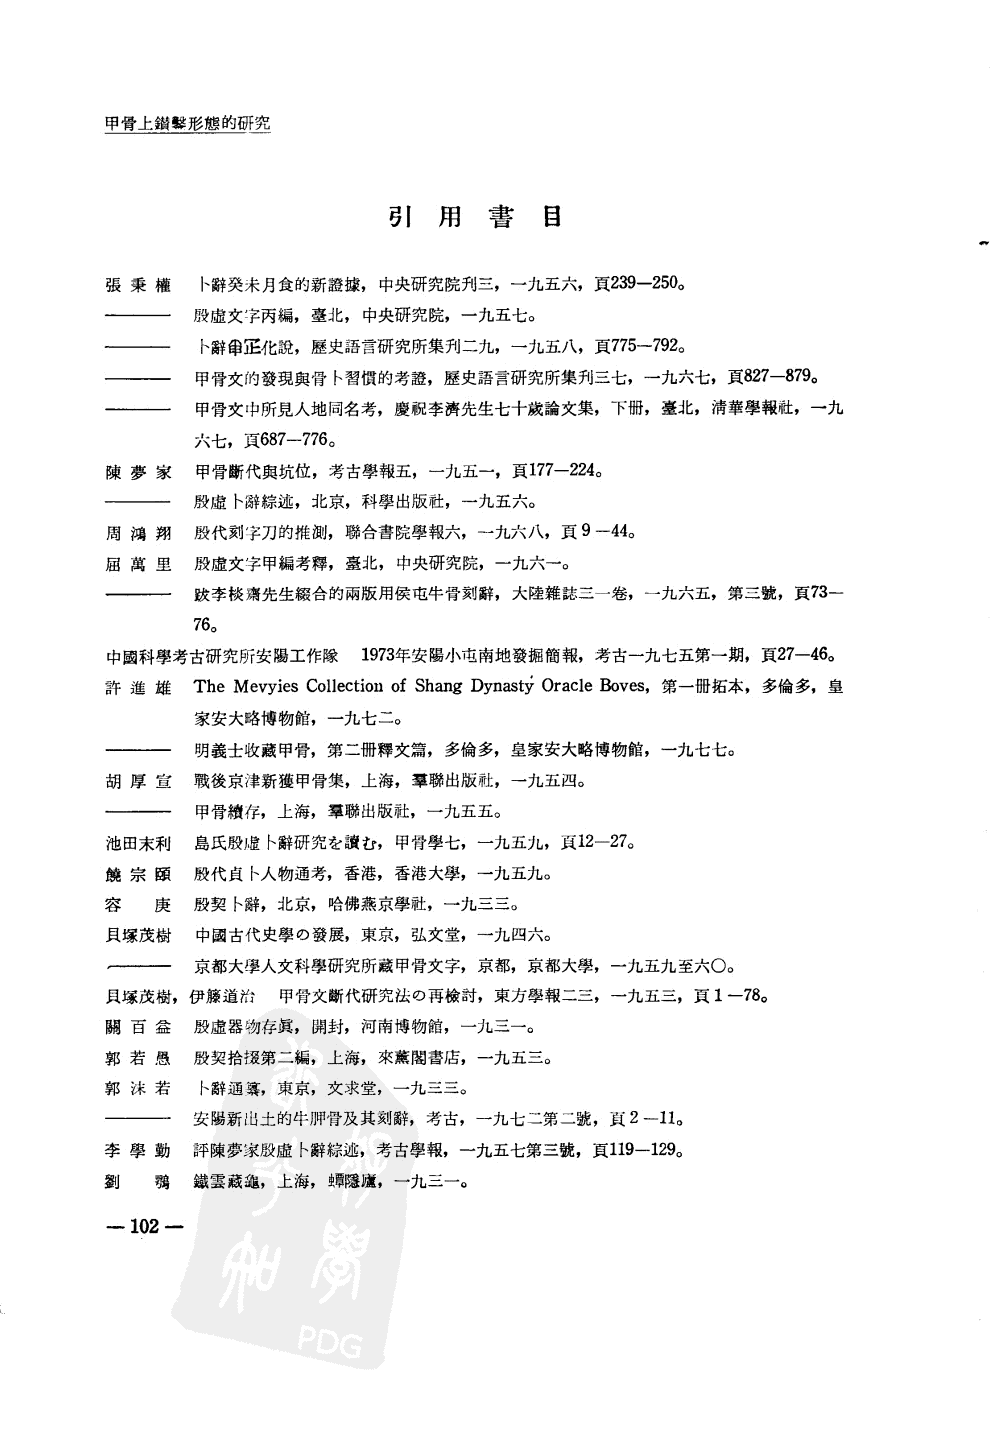 甲骨上鑽鑿形態的研究
引用書目
張秉權 卜辭癸未月食的新證據，中央研究院刊三，一九五六，頁239—250。
——— 殷虛文字丙編，臺北，中央研究院，一九五七。
——— 卜辭𠂤正化說，歷史語言研究所集刊二九，一九五八，頁775—792。
——— 甲骨文的發現與骨卜習慣的考證，歷史語言研究所集刊三七，一九六七，頁827—879。
——— 甲骨文中所見人地同名考，慶祝李濟先生七十歲論文集，下册，臺北，清華學報社，一九
六七，頁687—776。
陳夢家 甲骨斷代與坑位，考古學報五，一九五一，頁177—224。
——— 殷虛卜辭綜述，北京，科學出版社，一九五六。
周鴻翔 殷代刻字刀的推測，聯合書院學報六，一九六八，頁9—44。
屈萬里 殷虛文字甲編考釋，臺北，中央研究院，一九六一。
——— 跋李棪齋先生綴合的兩版用侯屯牛骨刻辭，大陸雜誌三一卷，一九六五，第三號，頁73—
76。
中國科學考古研究所安陽工作隊 1973年安陽小屯南地發掘簡報，考古一九七五第一期，頁27—46。
許進雄 The Mevyies Collection of Shang Dynasty Oracle Boves，第一册拓本，多倫多，皇
家安大略博物館，一九七二。
——— 明義士收藏甲骨，第二册釋文篇，多倫多，皇家安大略博物館，一九七七。
胡厚宣 戰後京津新獲甲骨集，上海，羣聯出版社，一九五四。
——— 甲骨續存，上海，羣聯出版社，一九五五。
池田末利 島氏殷虛卜辭研究を讀む，甲骨學七，一九五九，頁12—27。
饒宗頤 殷代貞卜人物通考，香港，香港大學，一九五九。
容庚 殷契卜辭，北京，哈佛燕京學社，一九三三。
貝塚茂樹 中國古代史學の發展，東京，弘文堂，一九四六。
——— 京都大學人文科學研究所藏甲骨文字，京都，京都大學，一九五九至六〇。
貝塚茂樹，伊藤道治 甲骨文斷代研究法の再檢討，東方學報二三，一九五三，頁1—78。
關百益 殷虛器物存眞，開封，河南博物館，一九三一。
郭若愚 殷契拾掇第二編，上海，來薰閣書店，一九五三。
郭沫若 卜辭通纂，東京，文求堂，一九三三。
——— 安陽新出土的牛胛骨及其刻辭，考古，一九七二第二號，頁2—11。
李學勤 評陳夢家殷虛卜辭綜述，考古學報，一九五七第三號，頁119—129。
劉鶚 鐵雲藏龜，上海，蟫隱廬，一九三一。
—102—
PDG